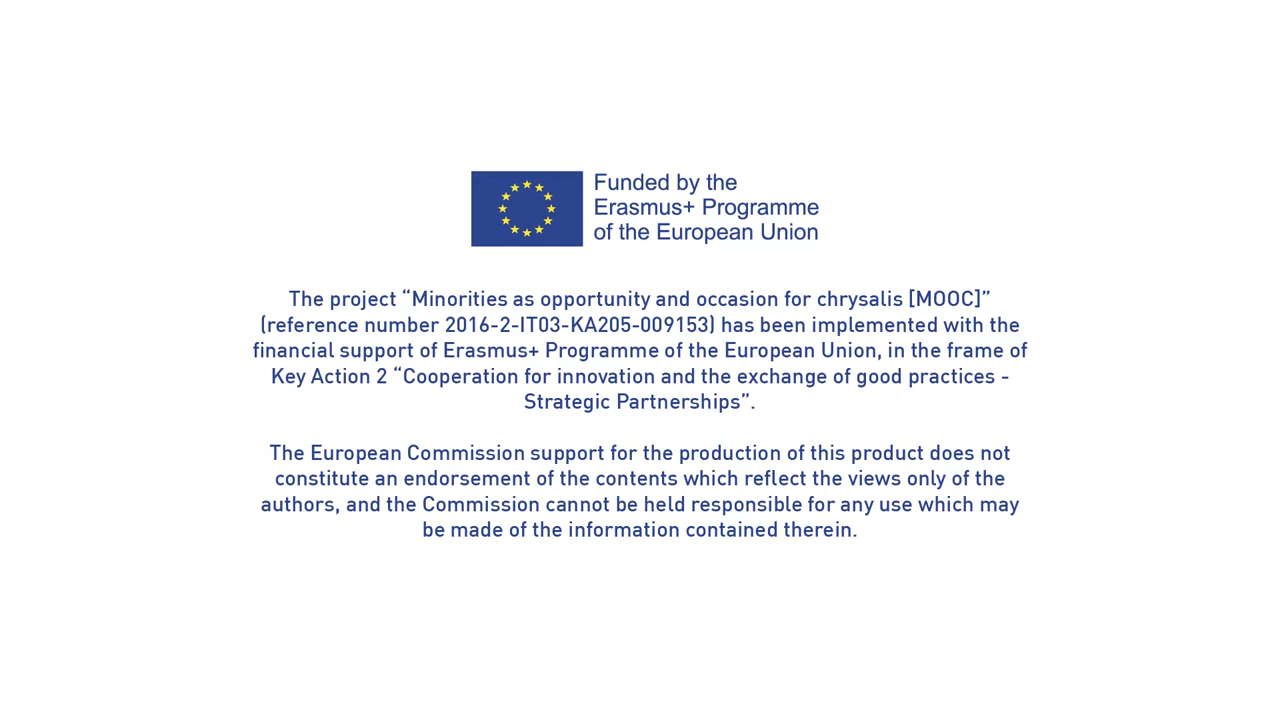 Funded by the
Erasmus+ Programme
of the European Union
The project “Minorities as opportunity and occasion for chrysalis [MOOC]”
(reference number 2016-2-IT03-KA205-009153) has been implemented with the
financial support of Erasmus+ Programme of the European Union, in the frame of
Key Action 2 “Cooperation for innovation and the exchange of good practices -
Strategic Partnerships”.
The European Commission support for the production of this product does not
constitute an endorsement of the contents which reflect the views only of the
authors, and the Commission cannot be held responsible for any use which may
be made of the information contained therein.